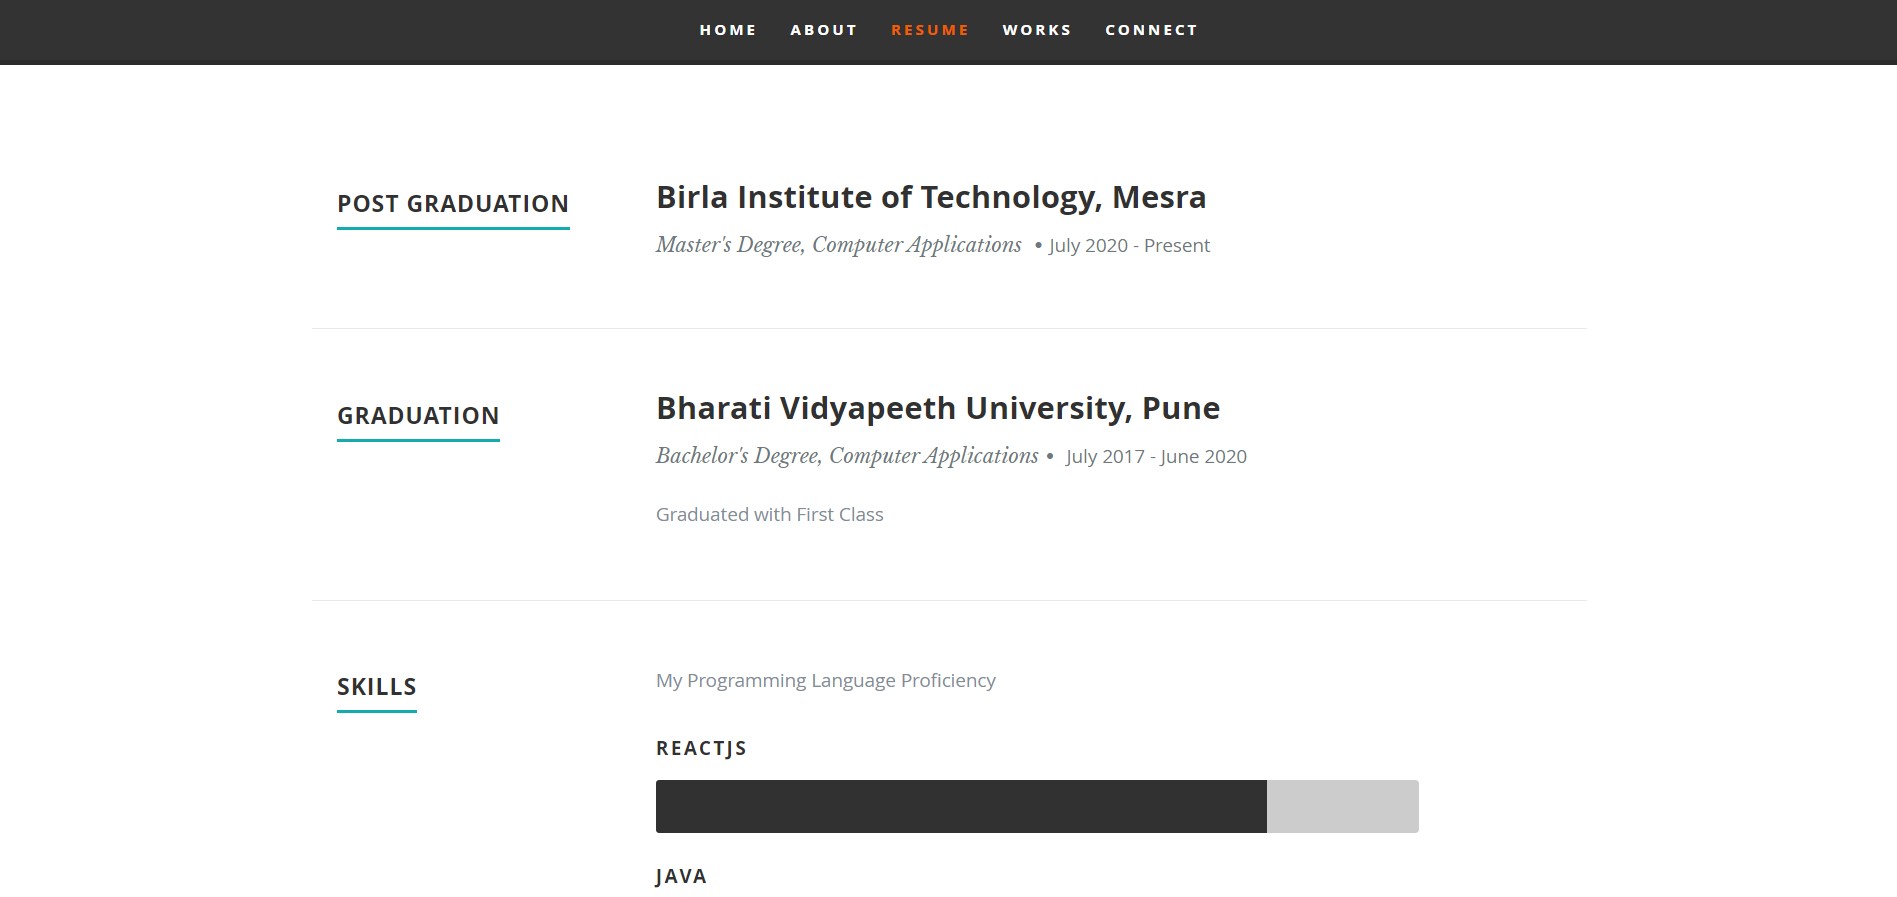 HOME ABOUT RESUME WORKS CONNECT
POST GRADUATION
Birla Institute of Technology, Mesra
Master's Degree, Computer Applications • July 2020 - Present
GRADUATION
Bharati Vidyapeeth University, Pune
Bachelor's Degree, Computer Applications • July 2017 - June 2020
Graduated with First Class
SKILLS
My Programming Language Proficiency
REACTJS
JAVA